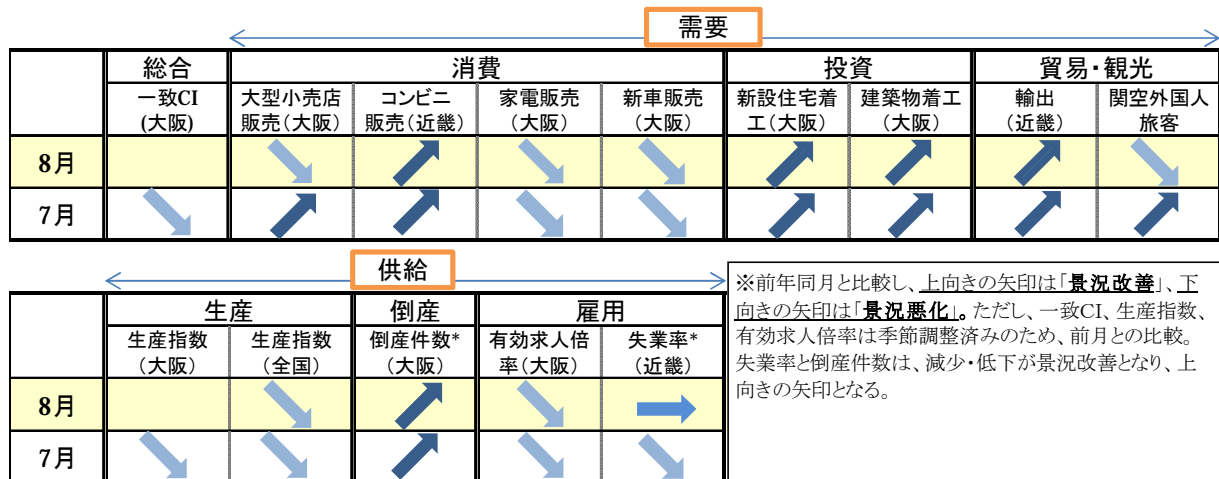 需要
総合 消費 投資 貿易・観光
一致CI
(大阪)
大型小売店
販売(大阪)
コンビニ
販売(近畿)
家電販売
(大阪)
新車販売
(大阪)
新設住宅着
工(大阪)
建築物着工
(大阪)
輸出
(近畿)
関空外国人
旅客
8月
7月
供給
生産 倒産 雇用
生産指数
(大阪)
生産指数
(全国)
倒産件数*
(大阪)
有効求人倍
率(大阪)
失業率*
(近畿)
8月
7月
※前年同月と比較し、上向きの矢印は「景況改善」、下
向きの矢印は「景況悪化」。ただし、一致CI、生産指数、
有効求人倍率は季節調整済みのため、前月との比較。
失業率と倒産件数は、減少・低下が景況改善となり、上
向きの矢印となる。